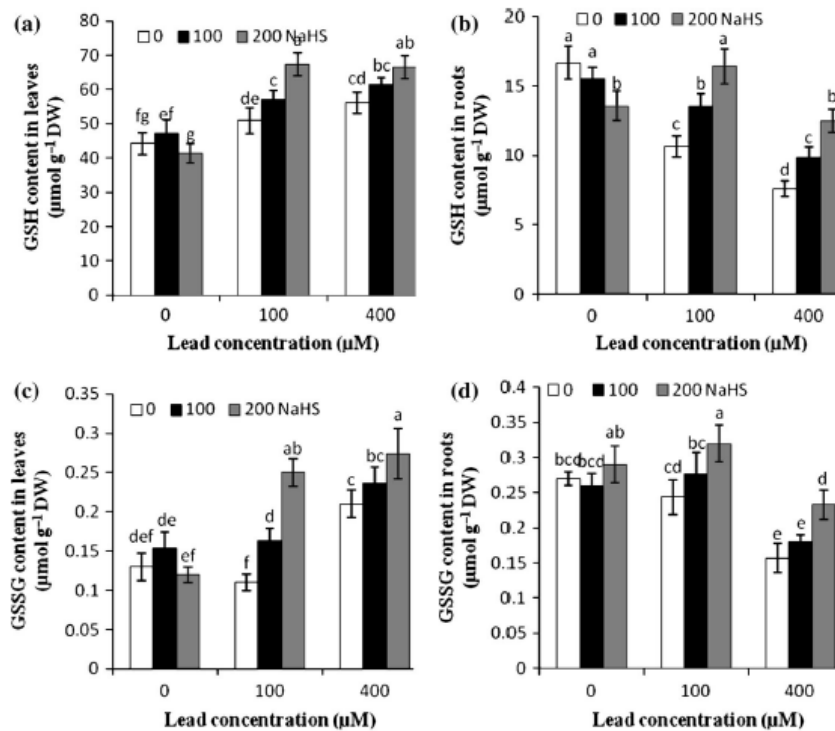 (a)
0 100 200 NaHS
GSH content in leaves
(µmol g⁻¹ DW)
80
70
60
50
40
30
20
10
0
fg ef g
de c
cd bc ab
0 100 400
Lead concentration (µM)
(b)
0 100 200 NaHS
GSH content in roots
(µmol g⁻¹ DW)
20
15
10
5
0
a a b
c b a
d c b
0 100 400
Lead concentration (µM)
(c)
0 100 200 NaHS
GSSG content in leaves
(µmol g⁻¹ DW)
0.35
0.3
0.25
0.2
0.15
0.1
0.05
0
def de ef
f d ab
c bc a
0 100 400
Lead concentration (µM)
(d)
0 100 200 NaHS
GSSG content in roots
(µmol g⁻¹ DW)
0.4
0.35
0.3
0.25
0.2
0.15
0.1
0.05
0
bcd bcd ab
cd bc a
e e d
0 100 400
Lead concentration (µM)